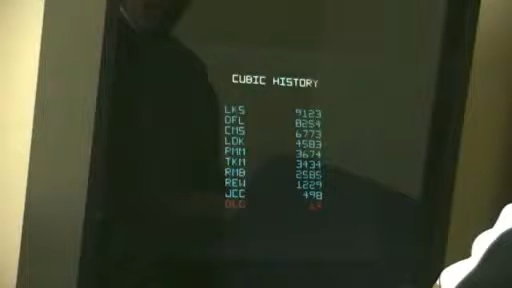 CUBIC HISTORY
LKS 9123
DFL 8254
CMS 6773
LDK 4583
PMM 3674
TKM 3434
RMB 2585
REW 1229
JCC 498